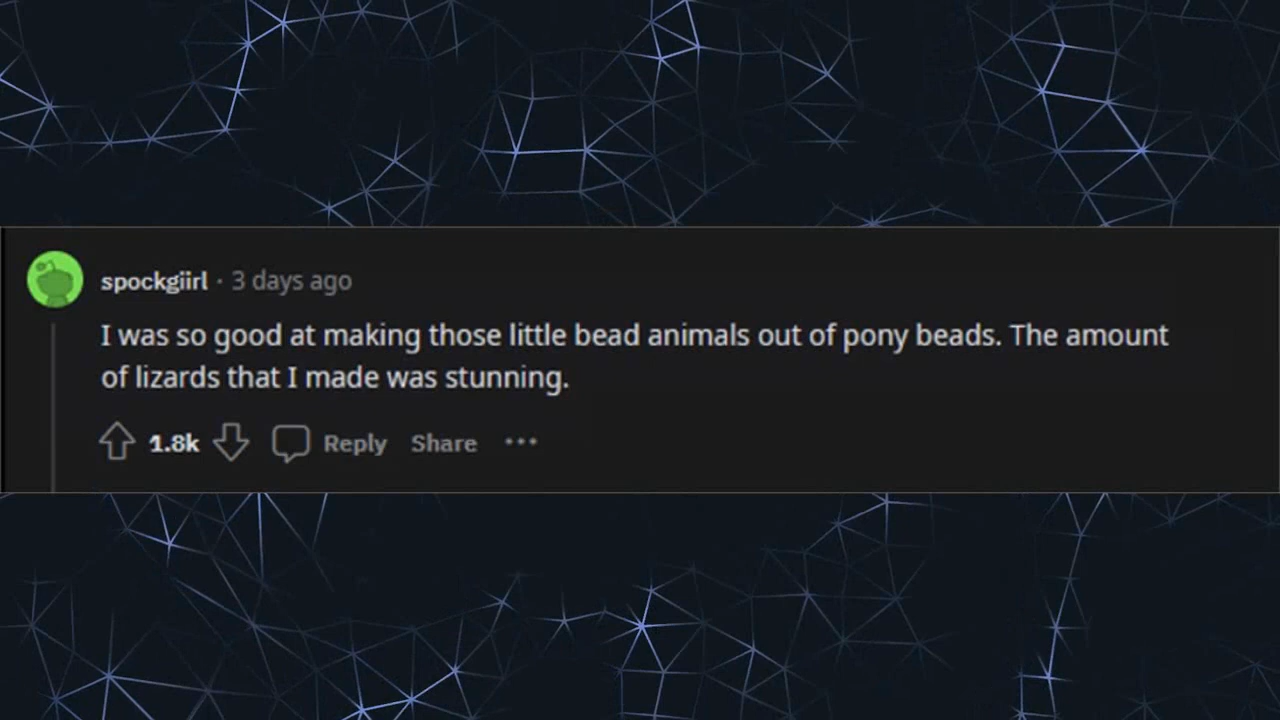 spockgiirl · 3 days ago
I was so good at making those little bead animals out of pony beads. The amount
of lizards that I made was stunning.
1.8k Reply Share ···